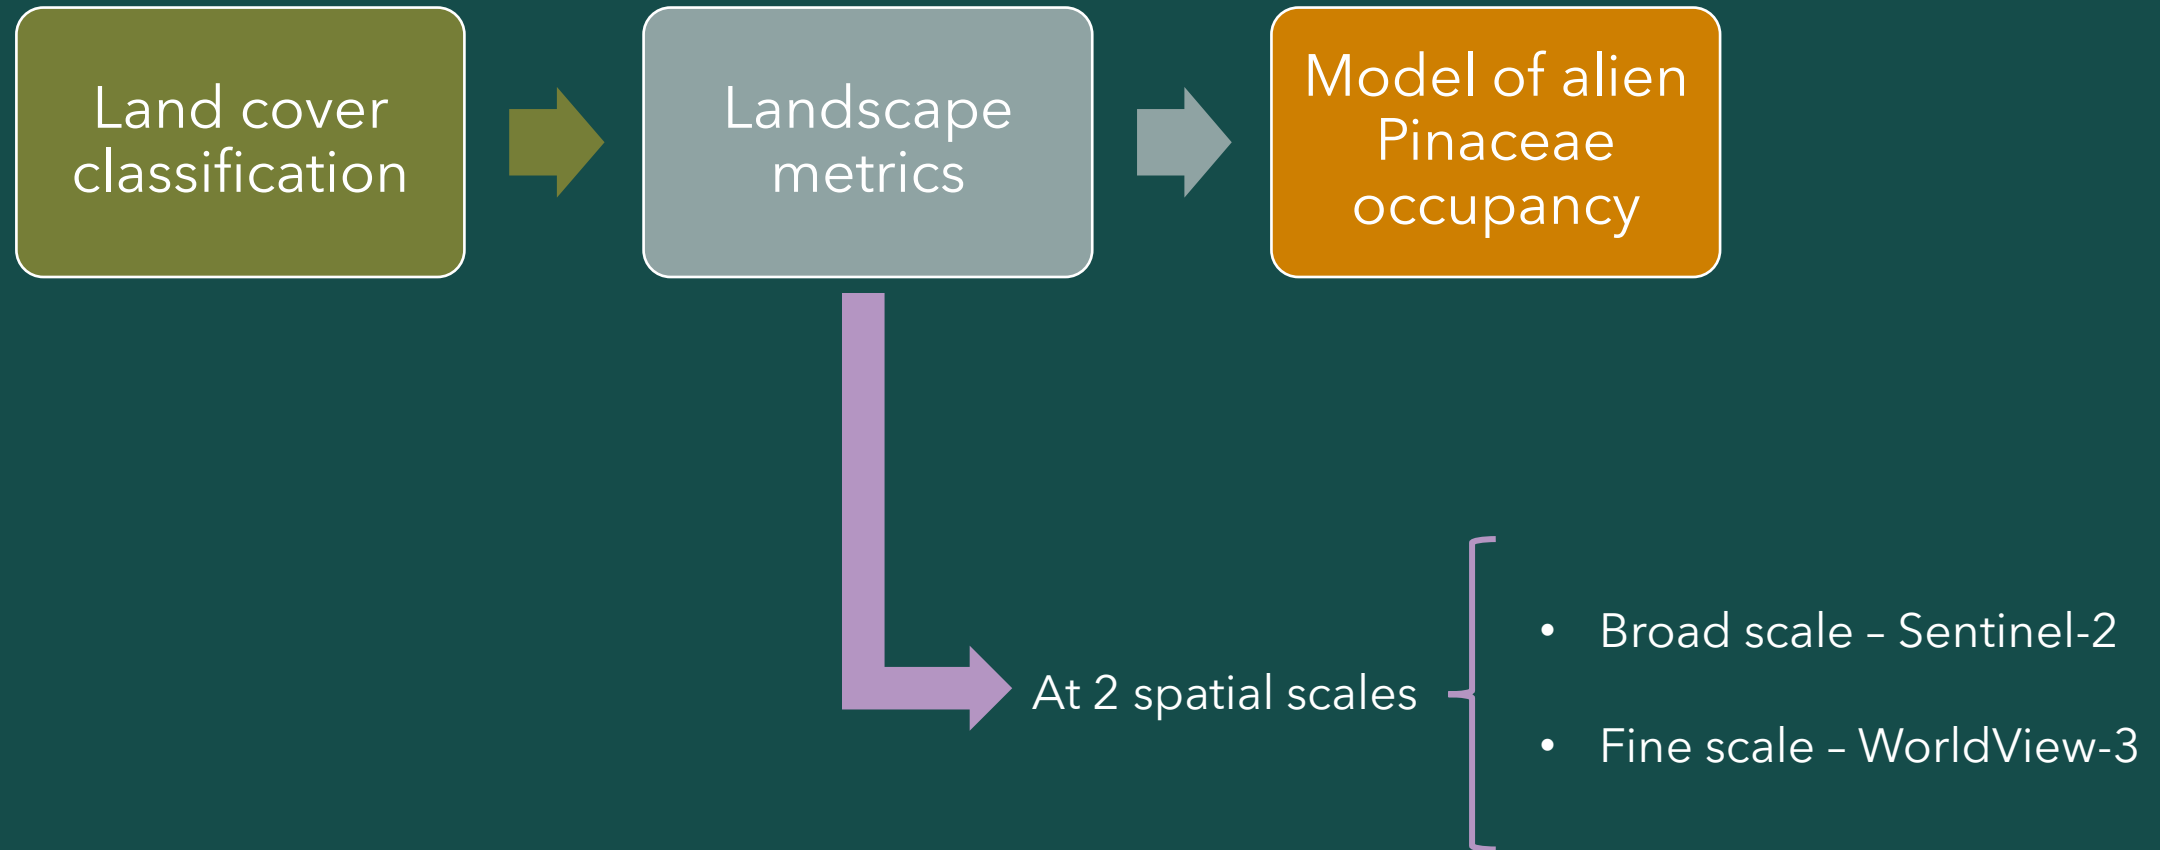 Land cover
classification
Landscape
metrics
Model of alien
Pinaceae
occupancy
At 2 spatial scales
• Broad scale – Sentinel-2
• Fine scale – WorldView-3